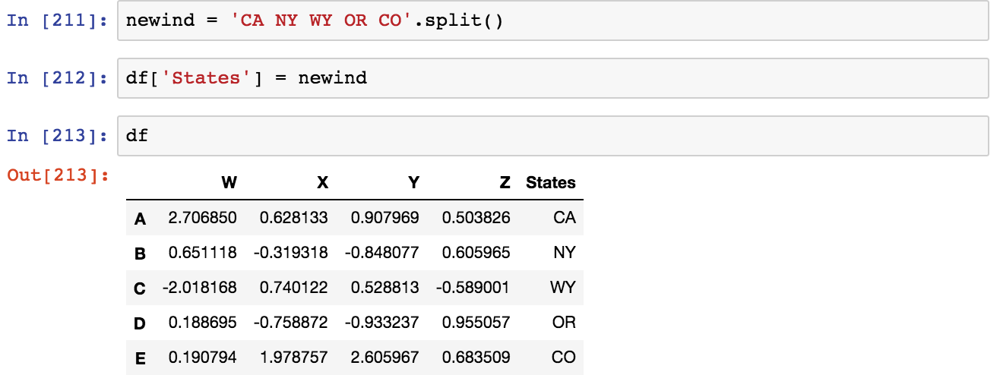 In [211]: newind = 'CA NY WY OR CO'.split()
In [212]: df['States'] = newind
In [213]: df
Out[213]:
W X Y Z States
A 2.706850 0.628133 0.907969 0.503826 CA
B 0.651118 -0.319318 -0.848077 0.605965 NY
C -2.018168 0.740122 0.528813 -0.589001 WY
D 0.188695 -0.758872 -0.933237 0.955057 OR
E 0.190794 1.978757 2.605967 0.683509 CO